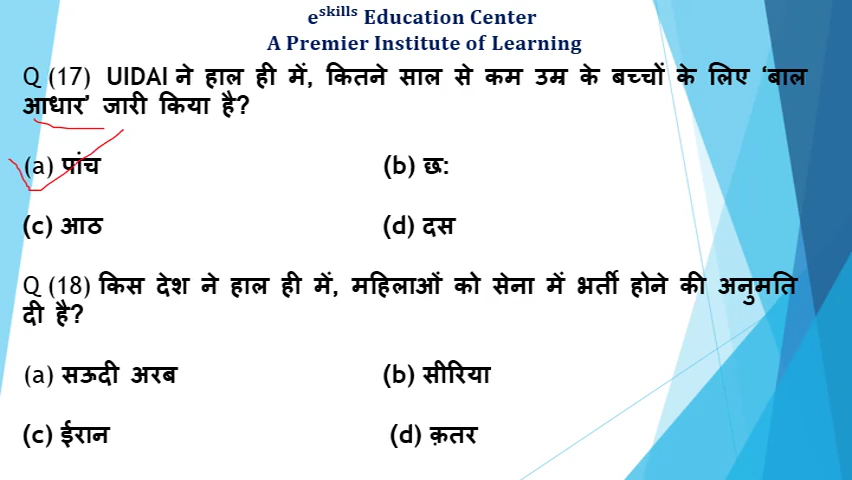 eskills Education Center
A Premier Institute of Learning
Q (17) UIDAI ने हाल ही में, कितने साल से कम उम्र के बच्चों के लिए ‘बाल
आधार’ जारी किया है?
(a) पांच (b) छ:
(c) आठ (d) दस
Q (18) किस देश ने हाल ही में, महिलाओं को सेना में भर्ती होने की अनुमति
दी है?
(a) सऊदी अरब (b) सीरिया
(c) ईरान (d) क़तर